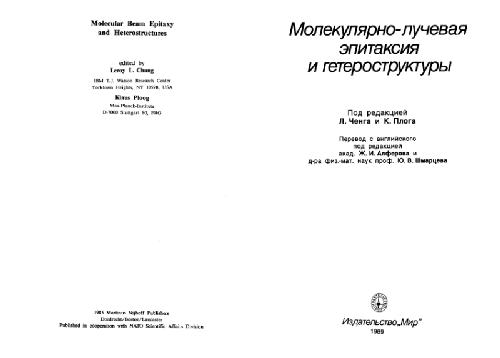 Molecular Beam Epitaxy
and Heterostructures
edited by
Leroy L. Chang
IBM T.J. Watson Research Center
Yorktown Heights, NY 10598, USA
Klaus Ploog
Max-Planck-Institute
D-7000 Stuttgart 80, FRG
1985 Martinus Nijhoff Publishers
Dordrecht/Boston/Lancaster
Published in cooperation with NATO Scientific Affairs Division
Молекулярно-лучевая
эпитаксия
и гетероструктуры
Под редакцией
Л. Ченга и К. Плога
Перевод с английского
под редакцией
акад. Ж. И. Алферова и
д-ра физ.-мат. наук проф. Ю. В. Шмарцева
Издательство „Мир”
1989